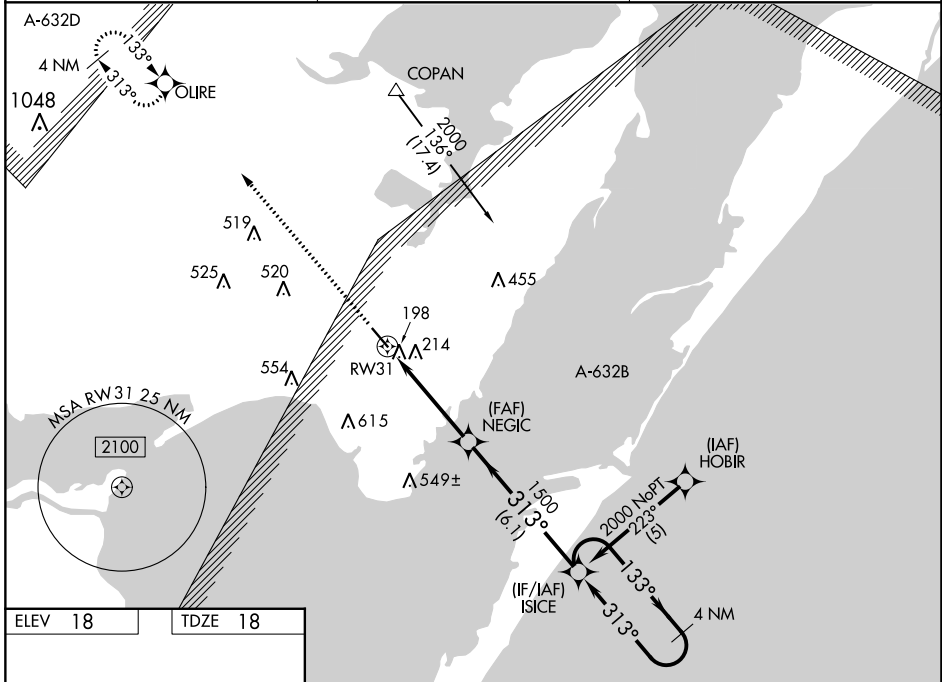 A-632D
133°
4 NM
313°
OLIRE
1048
COPAN
2000
136°
(17.4)
519
525
520
455
198
214
RW31
554
A-632B
MSA RW31 25 NM
2100
615
(FAF)
NEGIC
549±
(IAF)
HOBIR
1500
313°
(6.1)
2000 NoPT
223°
(5)
(IF/IAF)
ISICE
133°
313°
4 NM
ELEV 18
TDZE 18